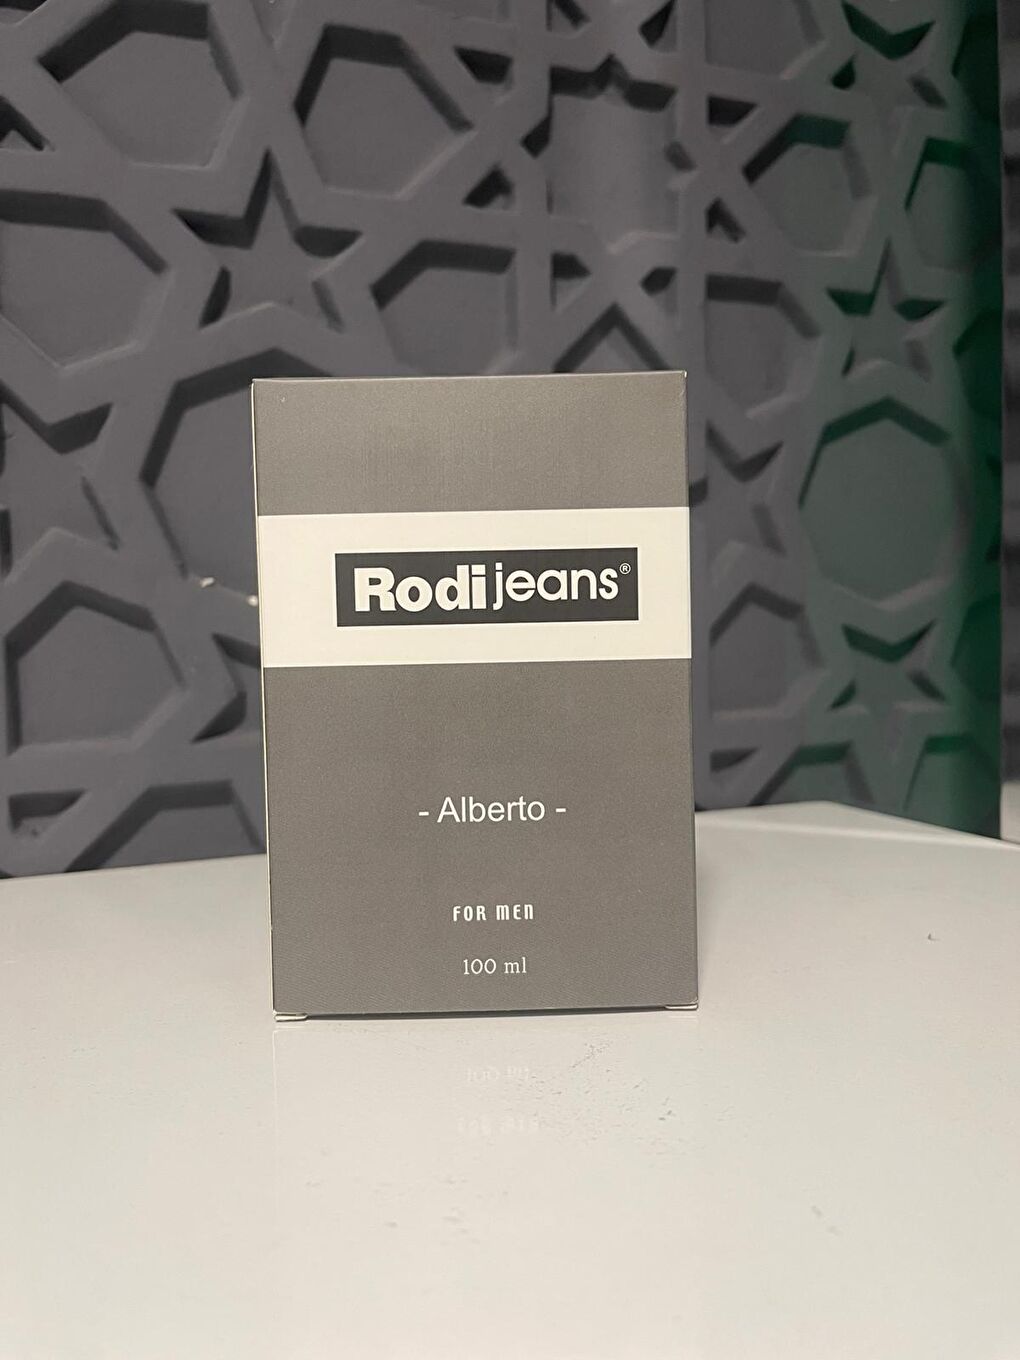 Rodi jeans®
- Alberto -
FOR MEN
100 ml